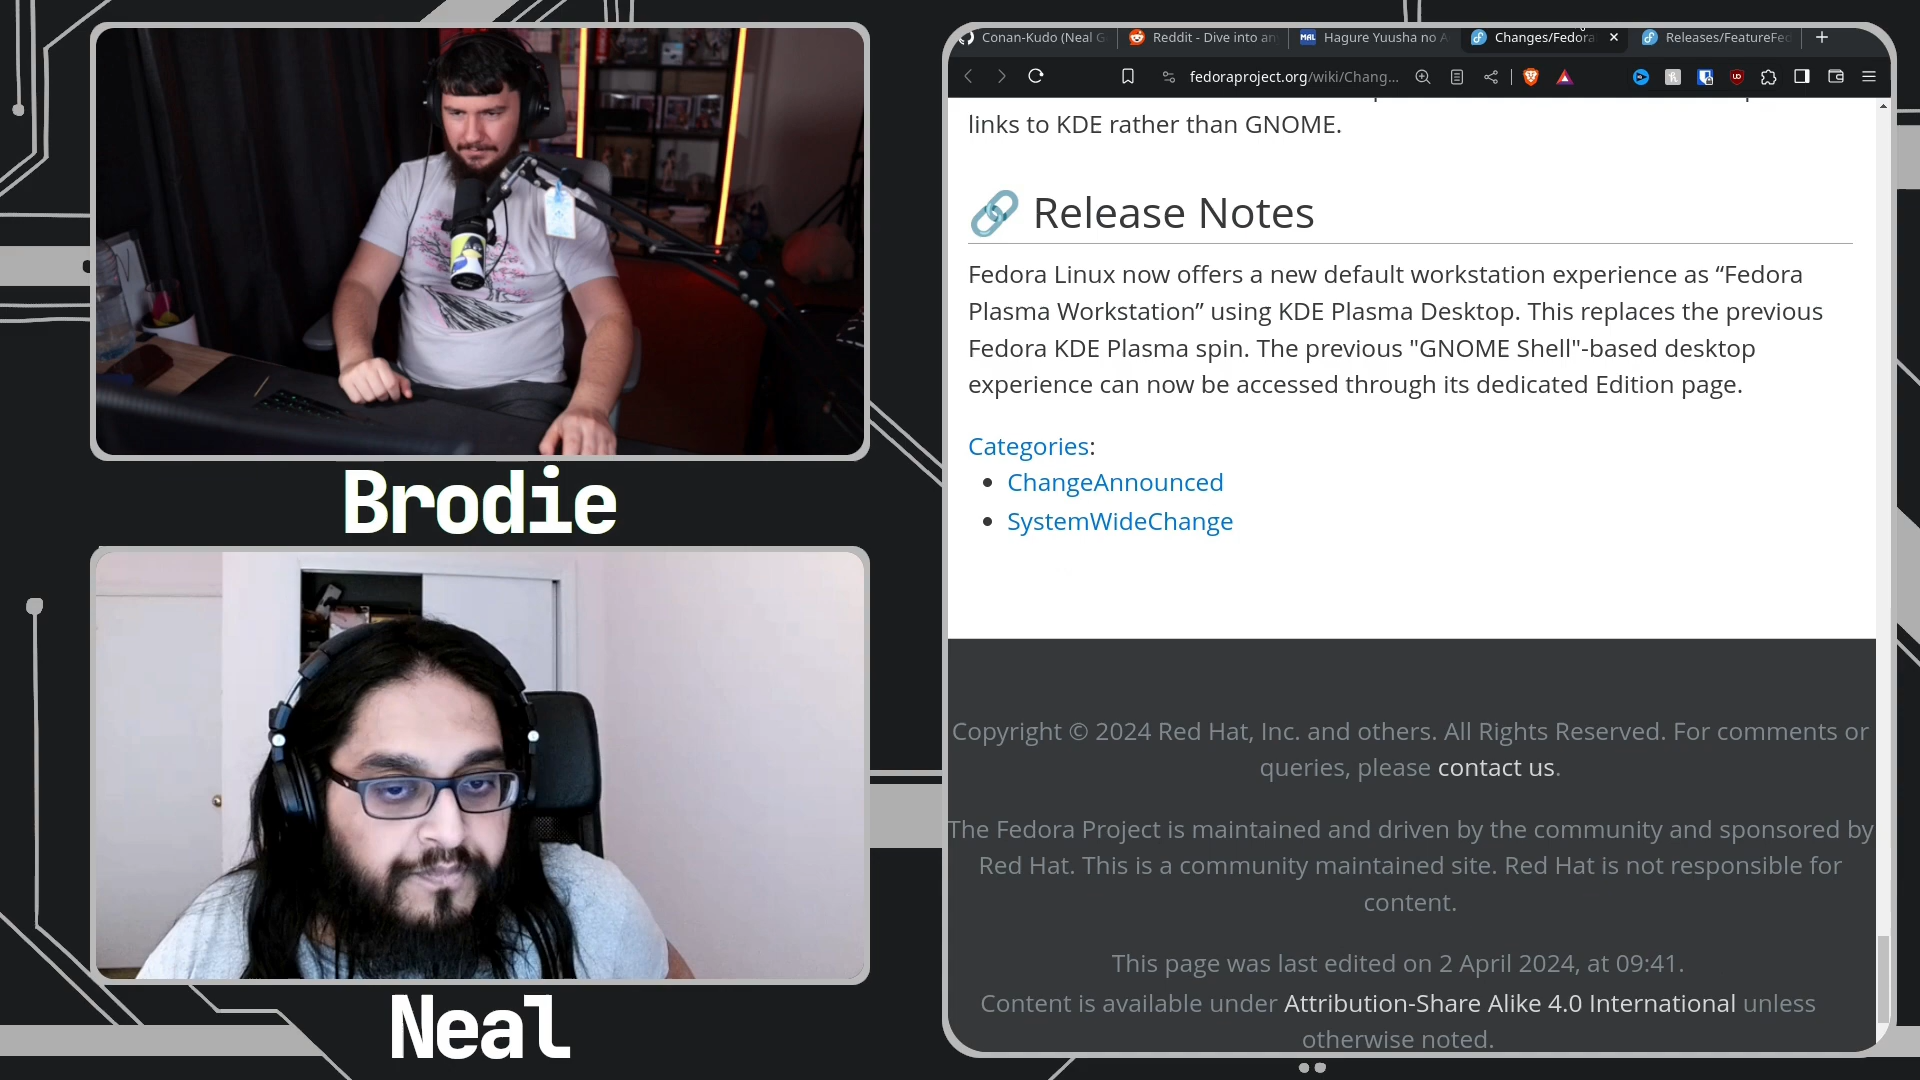 Brodie
Neal
Conan-Kudo (Neal G
Reddit - Dive into an
MAL Hagure Yuusha no A
Changes/Fedora
Releases/FeatureFed
fedoraproject.org/wiki/Chang...
links to KDE rather than GNOME.
Release Notes
Fedora Linux now offers a new default workstation experience as “Fedora
Plasma Workstation” using KDE Plasma Desktop. This replaces the previous
Fedora KDE Plasma spin. The previous "GNOME Shell"-based desktop
experience can now be accessed through its dedicated Edition page.
Categories:
ChangeAnnounced
SystemWideChange
Copyright © 2024 Red Hat, Inc. and others. All Rights Reserved. For comments or
queries, please contact us.
The Fedora Project is maintained and driven by the community and sponsored by
Red Hat. This is a community maintained site. Red Hat is not responsible for
content.
This page was last edited on 2 April 2024, at 09:41.
Content is available under Attribution-Share Alike 4.0 International unless
otherwise noted.